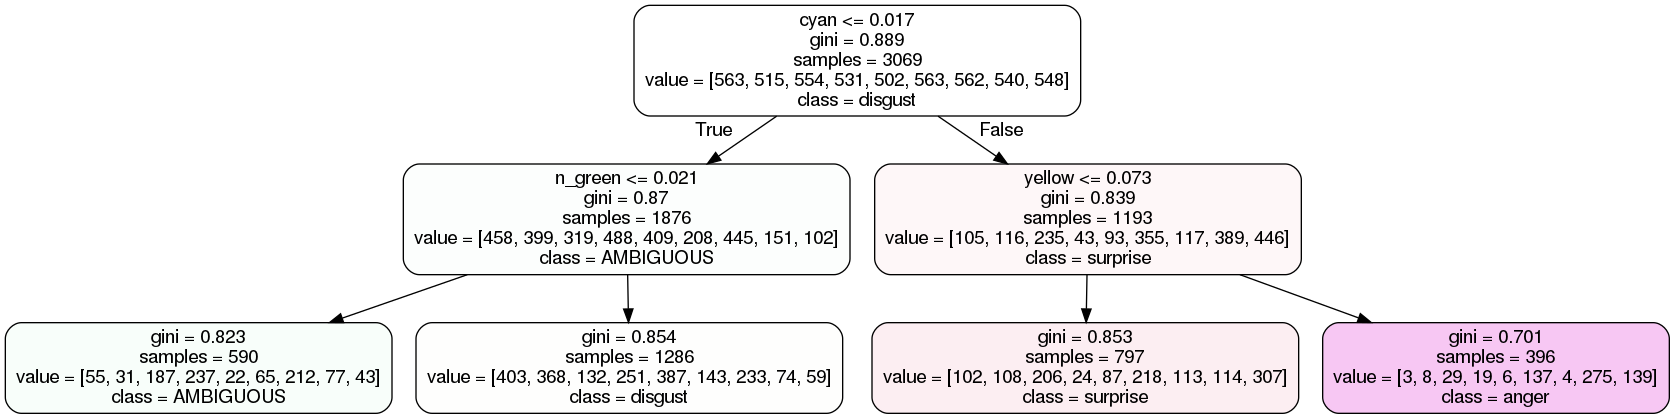 cyan <= 0.017
gini = 0.889
samples = 3069
value = [563, 515, 554, 531, 502, 563, 562, 540, 548]
class = disgust
True
False
n_green <= 0.021
gini = 0.87
samples = 1876
value = [458, 399, 319, 488, 409, 208, 445, 151, 102]
class = AMBIGUOUS
yellow <= 0.073
gini = 0.839
samples = 1193
value = [105, 116, 235, 43, 93, 355, 117, 389, 446]
class = surprise
gini = 0.823
samples = 590
value = [55, 31, 187, 237, 22, 65, 212, 77, 43]
class = AMBIGUOUS
gini = 0.854
samples = 1286
value = [403, 368, 132, 251, 387, 143, 233, 74, 59]
class = disgust
gini = 0.853
samples = 797
value = [102, 108, 206, 24, 87, 218, 113, 114, 307]
class = surprise
gini = 0.701
samples = 396
value = [3, 8, 29, 19, 6, 137, 4, 275, 139]
class = anger